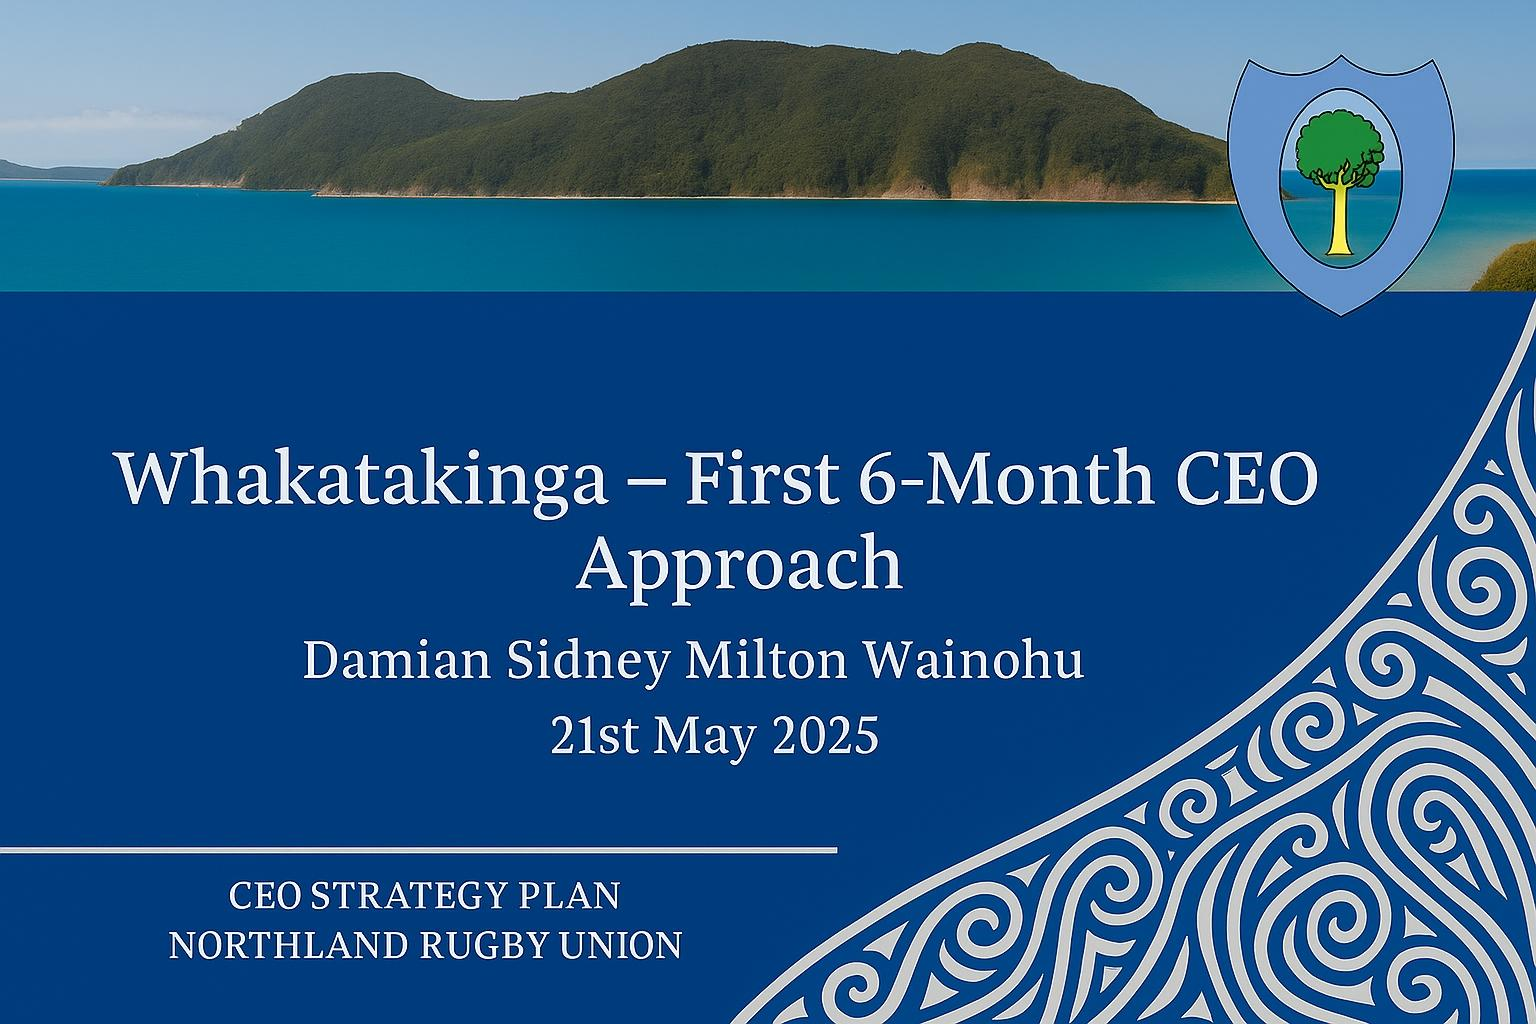 Whakatakinga – First 6-Month CEO
Approach
Damian Sidney Milton Wainohu
21st May 2025
CEO STRATEGY PLAN
NORTHLAND RUGBY UNION